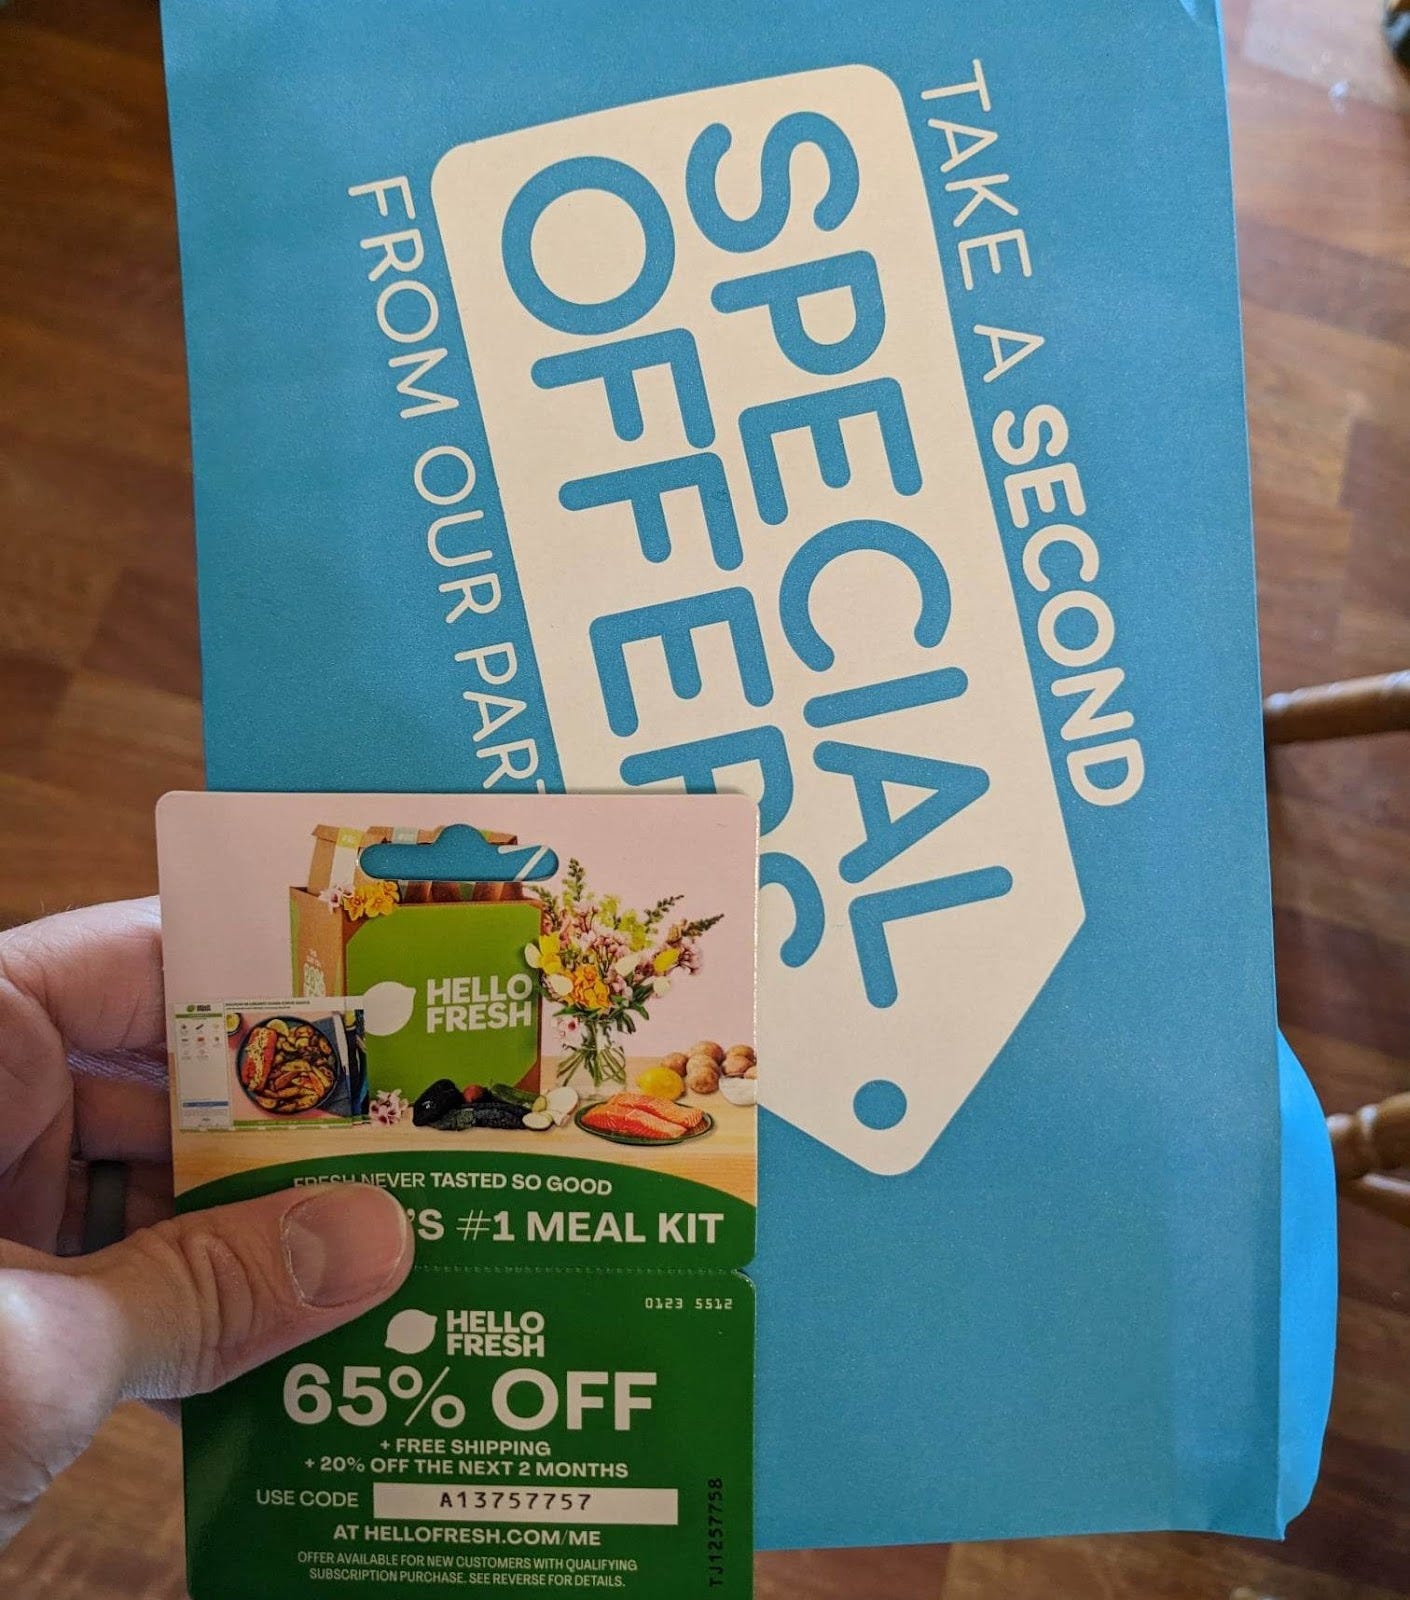 TAKE A SECOND
SPECIAL
OFFERS
FROM OUR
HELLO
FRESH
FRESH NEVER TASTED SO GOOD
'S #1 MEAL KIT
0123 5512
HELLO
FRESH
65% OFF
+ FREE SHIPPING
+ 20% OFF THE NEXT 2 MONTHS
USE CODE A13757757
AT HELLOFRESH.COM/ME
OFFER AVAILABLE FOR NEW CUSTOMERS WITH QUALIFYING
SUBSCRIPTION PURCHASE. SEE REVERSE FOR DETAILS.
TJ1257758